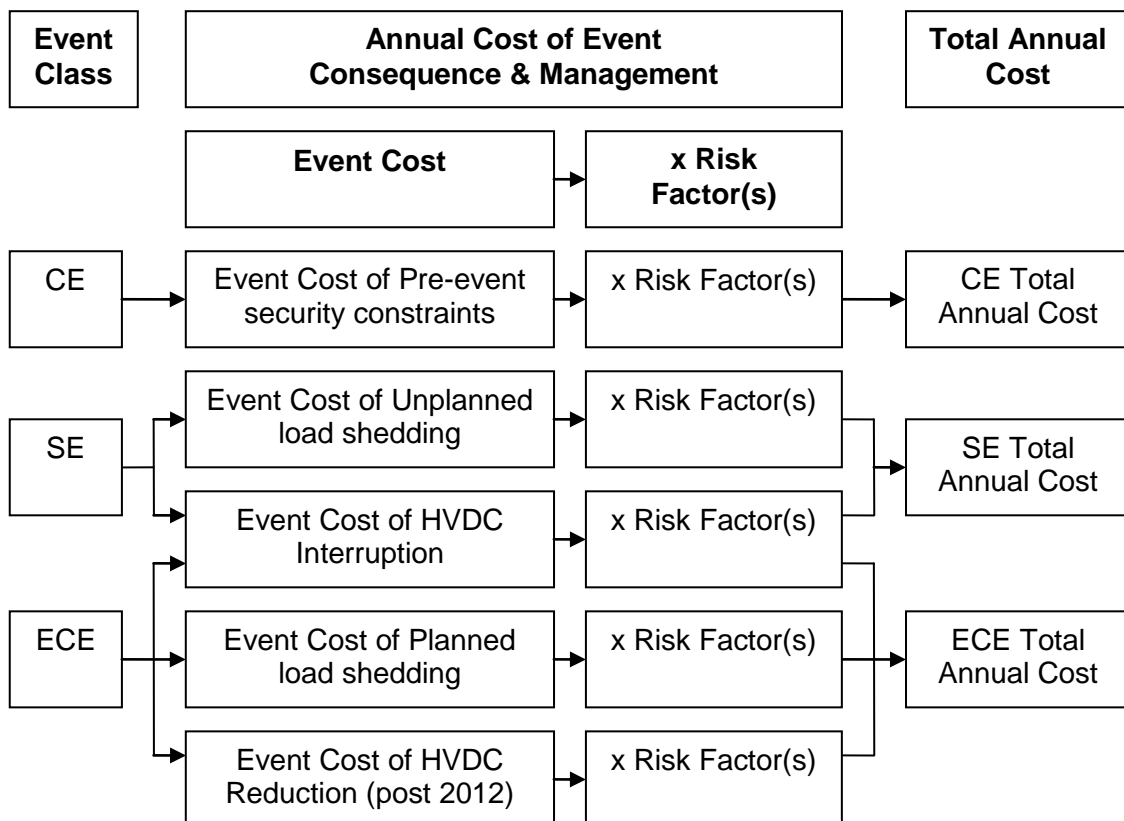 Event
Class
Annual Cost of Event
Consequence & Management
Total Annual
Cost
Event Cost
x Risk
Factor(s)
CE
Event Cost of Pre-event
security constraints
x Risk Factor(s)
CE Total
Annual Cost
SE
Event Cost of Unplanned
load shedding
x Risk Factor(s)
SE Total
Annual Cost
Event Cost of HVDC
Interruption
x Risk Factor(s)
ECE
Event Cost of Planned
load shedding
x Risk Factor(s)
ECE Total
Annual Cost
Event Cost of HVDC
Reduction (post 2012)
x Risk Factor(s)